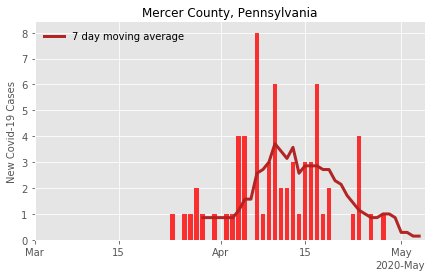 Mercer County, Pennsylvania
7 day moving average
New Covid-19 Cases
8
7
6
5
4
3
2
1
0
Mar
15
Apr
15
May
2020-May